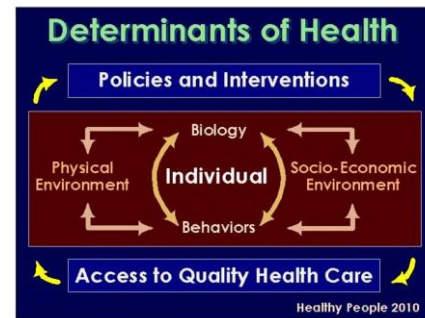 Determinants of Health
Policies and Interventions
Biology
Physical
Environment
Individual
Socio-Economic
Environment
Behaviors
Access to Quality Health Care
Healthy People 2010